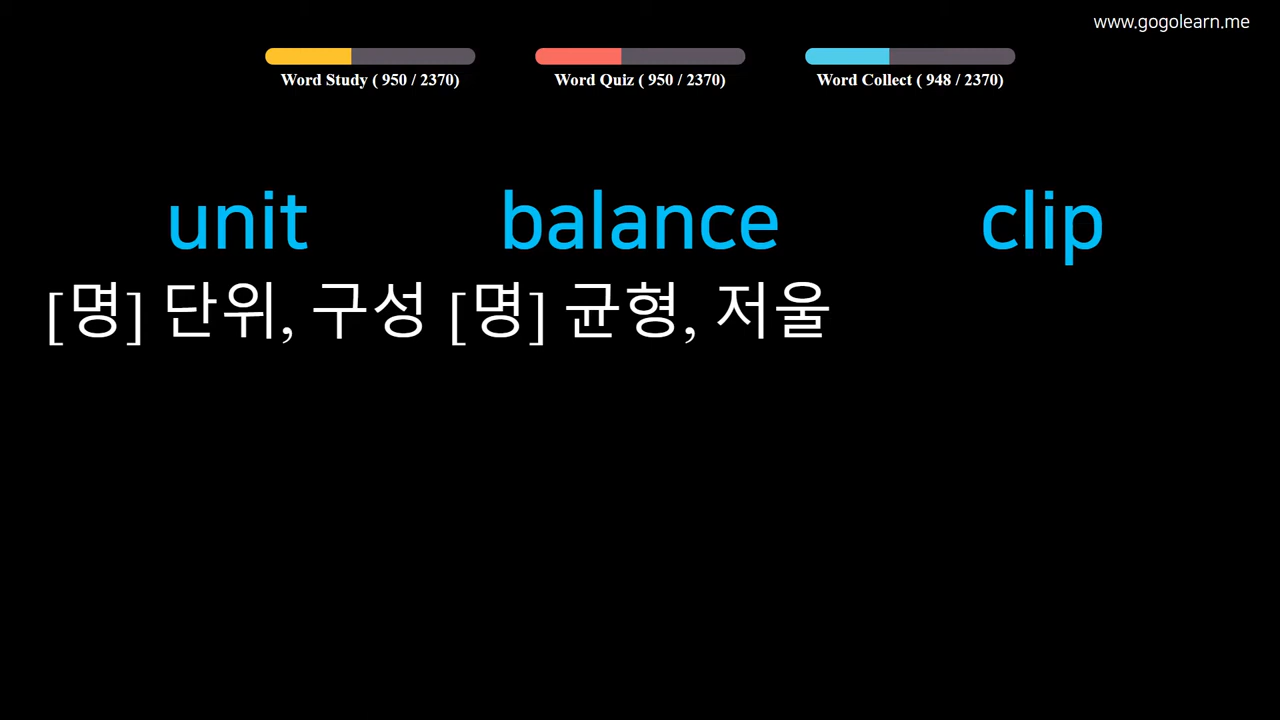 www.gogolearn.me
Word Study ( 950 / 2370)
Word Quiz ( 950 / 2370)
Word Collect ( 948 / 2370)
unit
balance
clip
[명] 단위, 구성
[명] 균형, 저울